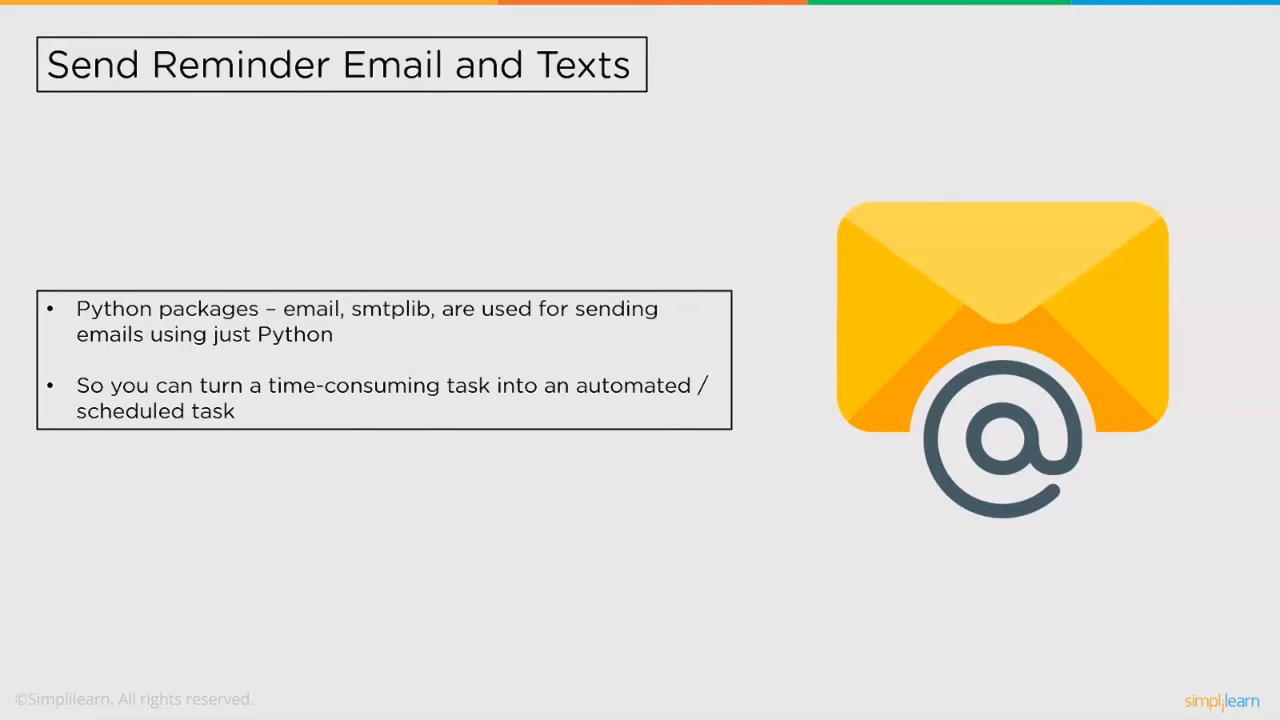 Send Reminder Email and Texts
• Python packages – email, smtplib, are used for sending
emails using just Python
• So you can turn a time-consuming task into an automated /
scheduled task
©Simplilearn. All rights reserved.
simplilearn